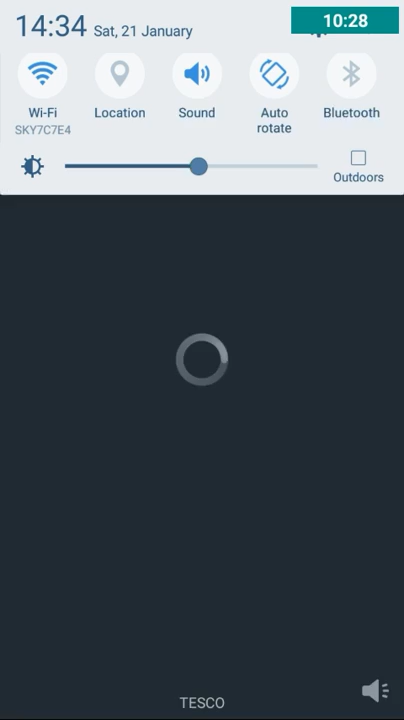 14:34 Sat, 21 January 10:28
Wi-Fi Location Sound Auto rotate Bluetooth
SKY7C7E4
Outdoors
TESCO